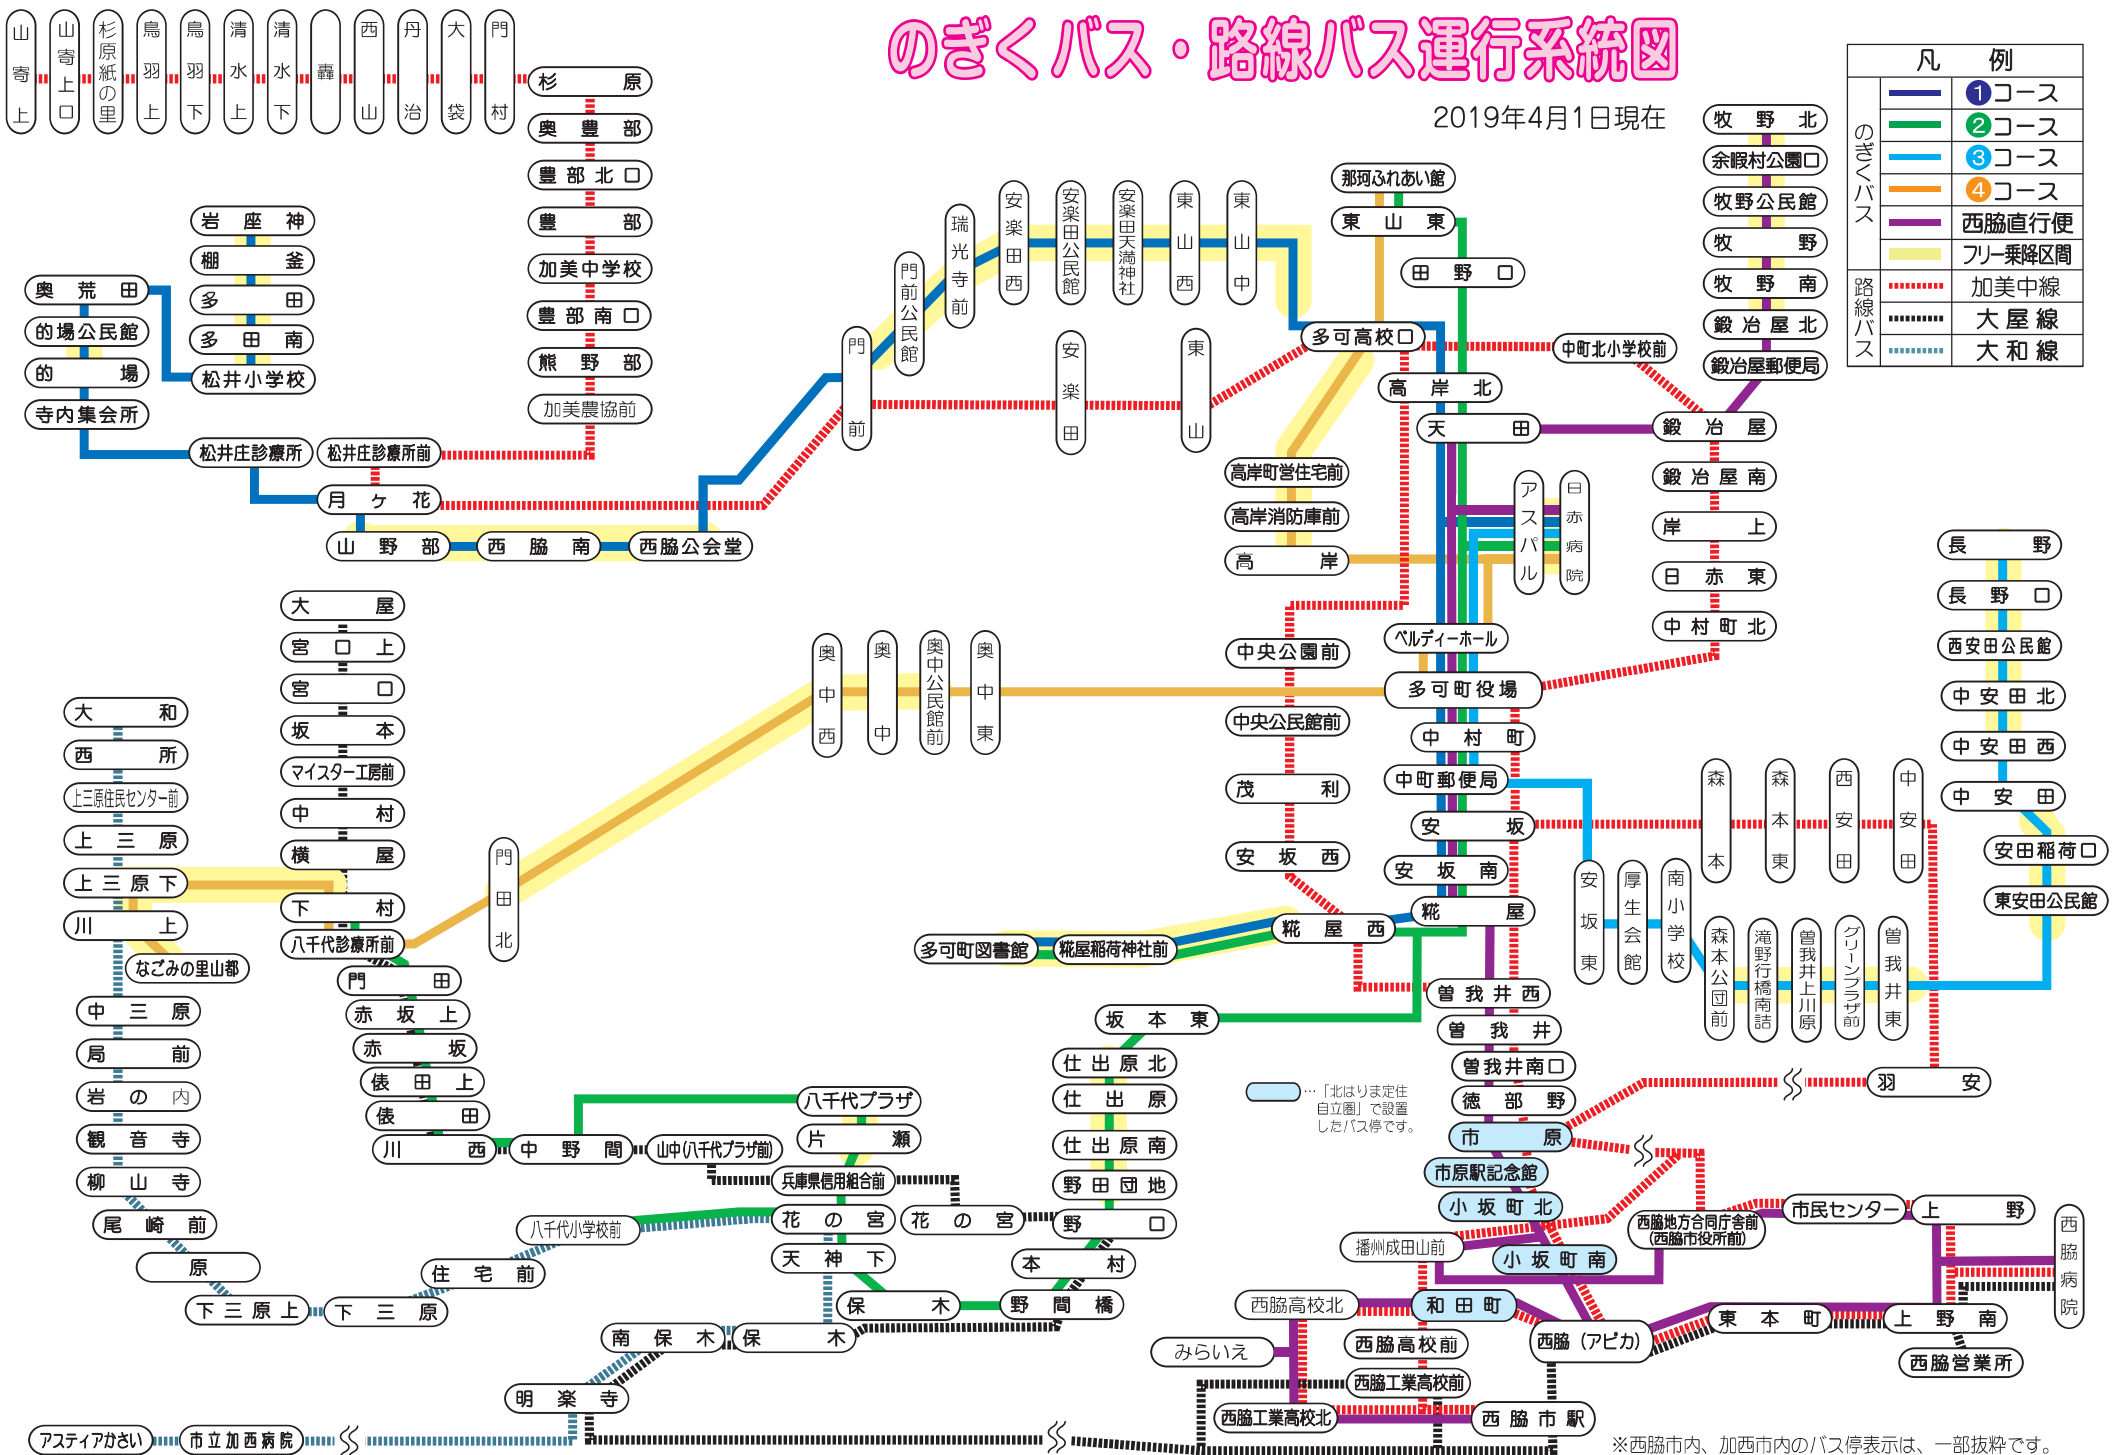 のぎくバス・路線バス運行系統図
2019年4月1日現在
凡例
のぎくバス
1コース
2コース
3コース
4コース
西脇直行便
フリー乗降区間
路線バス
加美中線
大屋線
大和線
山寄上
山寄上口
杉原紙の里
鳥羽上
鳥羽下
清水上
清水下
轟
西山
丹治
大袋
門村
杉原
奥豊部
豊部北口
豊部
加美中学校
豊部南口
熊野部
加美農協前
岩座神
棚釜
多田
多田南
松井小学校
奥荒田
的場公民館
的場
寺内集会所
松井庄診療所
松井庄診療所前
月ヶ花
山野部
西脇南
西脇公会堂
門前
門前公民館
瑞光寺前
安楽田西
安楽田公民館
安楽田天満神社
東山西
東山中
安楽田
東山
那珂ふれあい館
東山東
田野口
多可高校口
高岸北
天田
中町北小学校前
牧野北
余暇村公園口
牧野公民館
牧野
牧野南
鍛冶屋北
鍛冶屋郵便局
鍛冶屋
鍛冶屋南
岸上
日赤東
中村町北
高岸町営住宅前
高岸消防庫前
高岸
アスパル
日赤病院
ベルディーホール
多可町役場
中村町
中町郵便局
安坂
安坂南
糀屋
中央公園前
中央公民館前
茂利
安坂西
糀屋西
糀屋稲荷神社前
多可町図書館
長野
長野口
西安田公民館
中安田北
中安田西
中安田
安田稲荷口
東安田公民館
森本
森本東
西安田
中安田
安坂東
厚生会館
南小学校
森本公団前
滝野行橋南詰
曽我井上川原
グリーンプラザ前
曽我井東
羽安
大屋
宮口上
宮口
坂本
マイスター工房前
中村
横屋
下村
八千代診療所前
門田
赤坂上
赤坂
俵田上
俵田
川西
中野間
山中(八千代プラザ前)
八千代プラザ
片瀬
兵庫県信用組合前
花の宮
花の宮
天神下
保木
野間橋
本村
野口
野田団地
仕出原南
仕出原
仕出原北
坂本東
奥中西
奥中
奥中公民館前
奥中東
門田北
大和
西所
上三原住民センター前
上三原
上三原下
川上
なごみの里山都
中三原
局前
岩の内
観音寺
柳山寺
尾崎前
原
下三原上
下三原
住宅前
八千代小学校前
南保木
保木
明楽寺
アスティアかさい
市立加西病院
曽我井西
曽我井
曽我井南口
徳部野
市原
市原駅記念館
小坂町北
小坂町南
…「北はりま定住
自立圏」で設置
したバス停です。
播州成田山前
西脇高校北
和田町
みらいえ
西脇高校前
西脇工業高校前
西脇工業高校北
西脇市駅
西脇(アピカ)
西脇地方合同庁舎前
(西脇市役所前)
市民センター
上野
西脇病院
東本町
上野南
西脇営業所
※西脇市内、加西市内のバス停表示は、一部抜粋です。